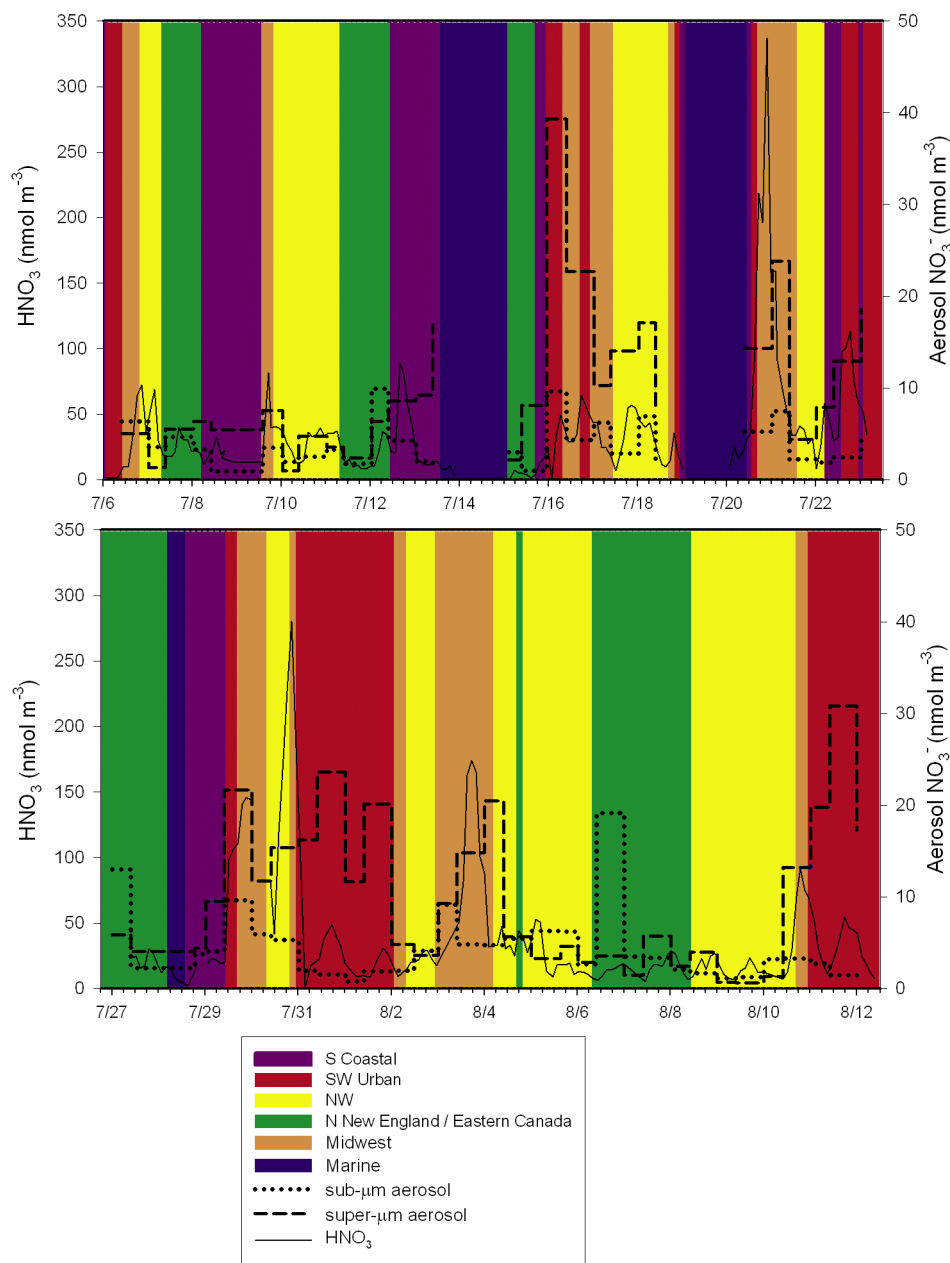 350
300
250
200
150
100
50
0
HNO₃ (nmol m⁻³)
50
40
30
20
10
0
Aerosol NO₃⁻ (nmol m⁻³)
7/6 7/8 7/10 7/12 7/14 7/16 7/18 7/20 7/22
350
300
250
200
150
100
50
0
HNO₃ (nmol m⁻³)
50
40
30
20
10
0
Aerosol NO₃⁻ (nmol m⁻³)
7/27 7/29 7/31 8/2 8/4 8/6 8/8 8/10 8/12
S Coastal
SW Urban
NW
N New England / Eastern Canada
Midwest
Marine
sub-μm aerosol
super-μm aerosol
HNO₃